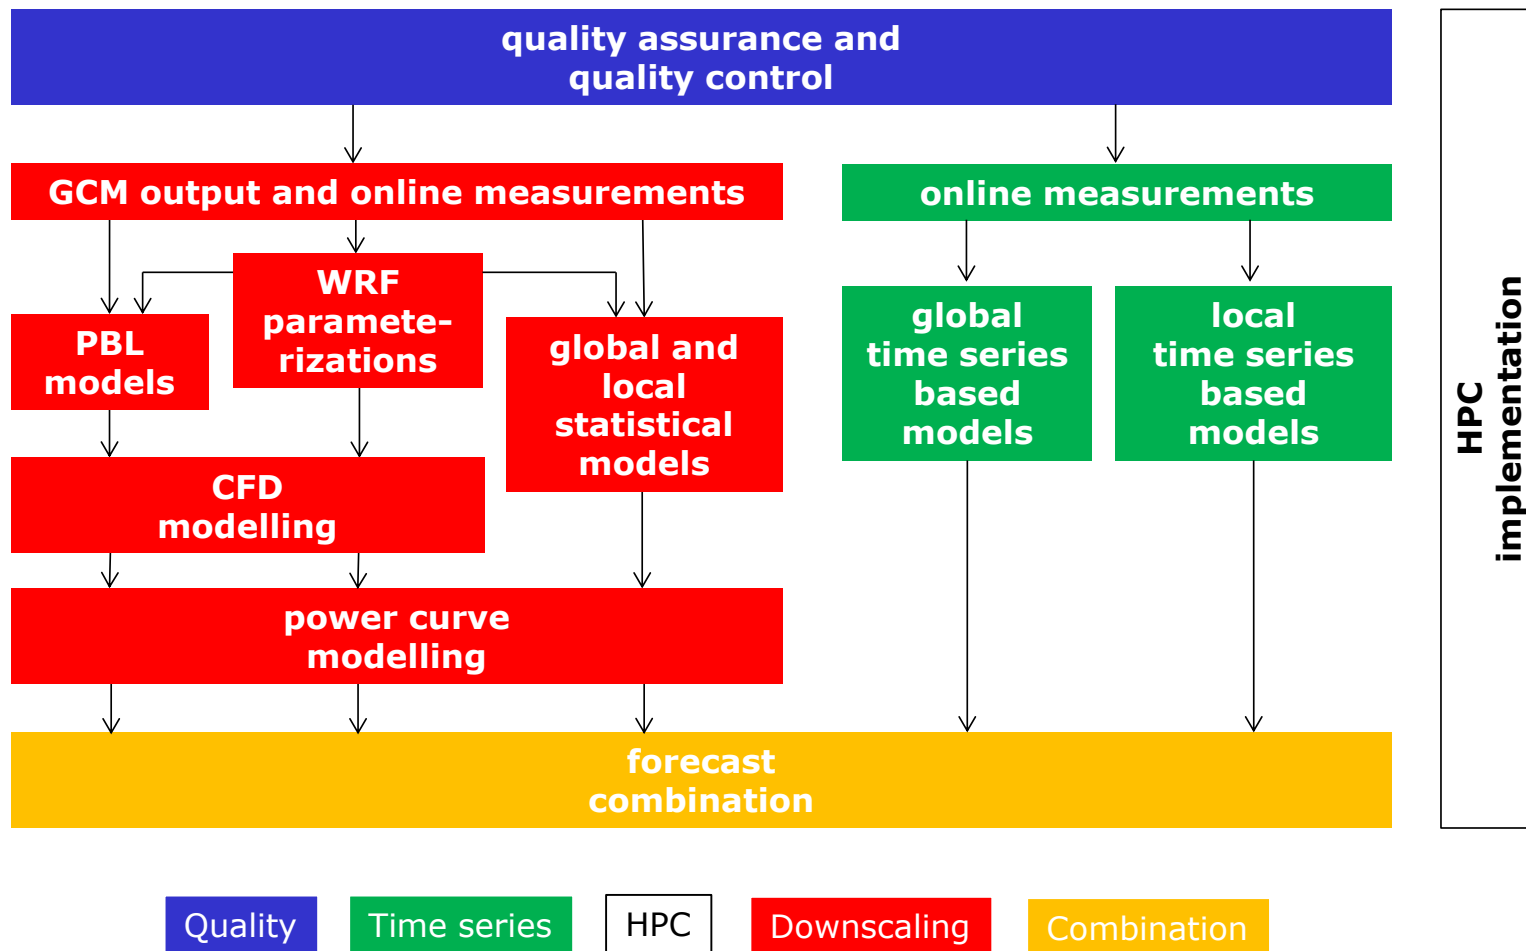 quality assurance and
quality control
GCM output and online measurements
online measurements
WRF
paramete-
rizations
PBL
models
global and
local
statistical
models
global
time series
based
models
local
time series
based
models
CFD
modelling
power curve
modelling
forecast
combination
HPC
implementation
Quality
Time series
HPC
Downscaling
Combination